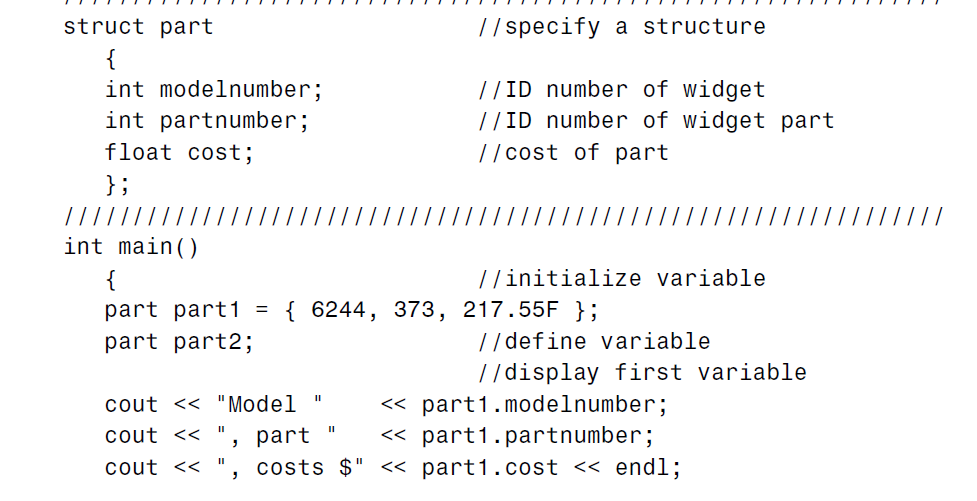 struct part                    //specify a structure
   {
   int modelnumber;            //ID number of widget
   int partnumber;             //ID number of widget part
   float cost;                 //cost of part
   };
////////////////////////////////////////////////////////////////
int main()
   {                           //initialize variable
   part part1 = { 6244, 373, 217.55F };
   part part2;                 //define variable
                               //display first variable
   cout << "Model "    << part1.modelnumber;
   cout << ", part "   << part1.partnumber;
   cout << ", costs $" << part1.cost << endl;